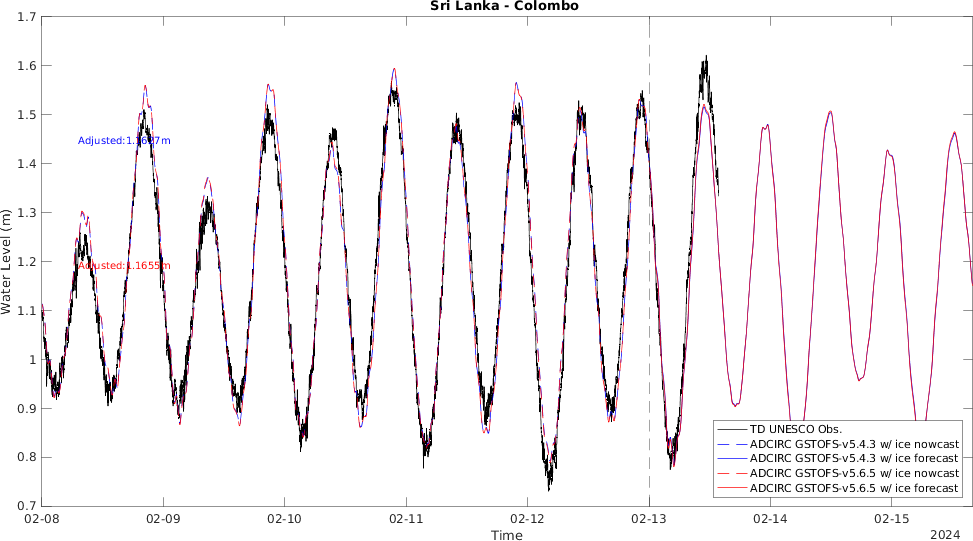 Sri Lanka - Colombo
1.7
1.6
1.5
1.4
1.3
1.2
1.1
1
0.9
0.8
0.7
Water Level (m)
Adjusted:1.1627m
Adjusted:1.1655m
TD UNESCO Obs.
ADCIRC GSTOFS-v5.4.3 w/ ice nowcast
ADCIRC GSTOFS-v5.4.3 w/ ice forecast
ADCIRC GSTOFS-v5.6.5 w/ ice nowcast
ADCIRC GSTOFS-v5.6.5 w/ ice forecast
02-08 02-09 02-10 02-11 02-12 02-13 02-14 02-15
Time
2024